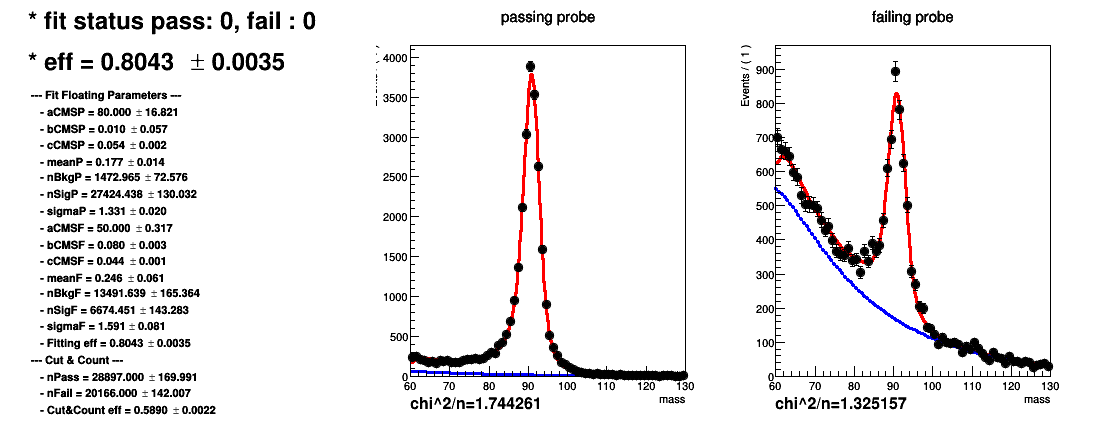 * fit status pass: 0, fail : 0
* eff = 0.8043 ± 0.0035
--- Fit Floating Parameters ---
- aCMSP = 80.000 ± 16.821
- bCMSP = 0.010 ± 0.057
- cCMSP = 0.054 ± 0.002
- meanP = 0.177 ± 0.014
- nBkgP = 1472.965 ± 72.576
- nSigP = 27424.438 ± 130.032
- sigmaP = 1.331 ± 0.020
- aCMSF = 50.000 ± 0.317
- bCMSF = 0.080 ± 0.003
- cCMSF = 0.044 ± 0.001
- meanF = 0.246 ± 0.061
- nBkgF = 13491.639 ± 165.364
- nSigF = 6674.451 ± 143.283
- sigmaF = 1.591 ± 0.081
- Fitting eff = 0.8043 ± 0.0035
--- Cut & Count ---
- nPass = 28897.000 ± 169.991
- nFail = 20166.000 ± 142.007
- Cut&Count eff = 0.5890 ± 0.0022
passing probe
4000
3500
3000
2500
2000
1500
1000
500
0
60 70 80 90 100 110 120 130
mass
chi^2/n=1.744261
failing probe
Events / ( 1 )
900
800
700
600
500
400
300
200
100
0
60 70 80 90 100 110 120 130
mass
chi^2/n=1.325157